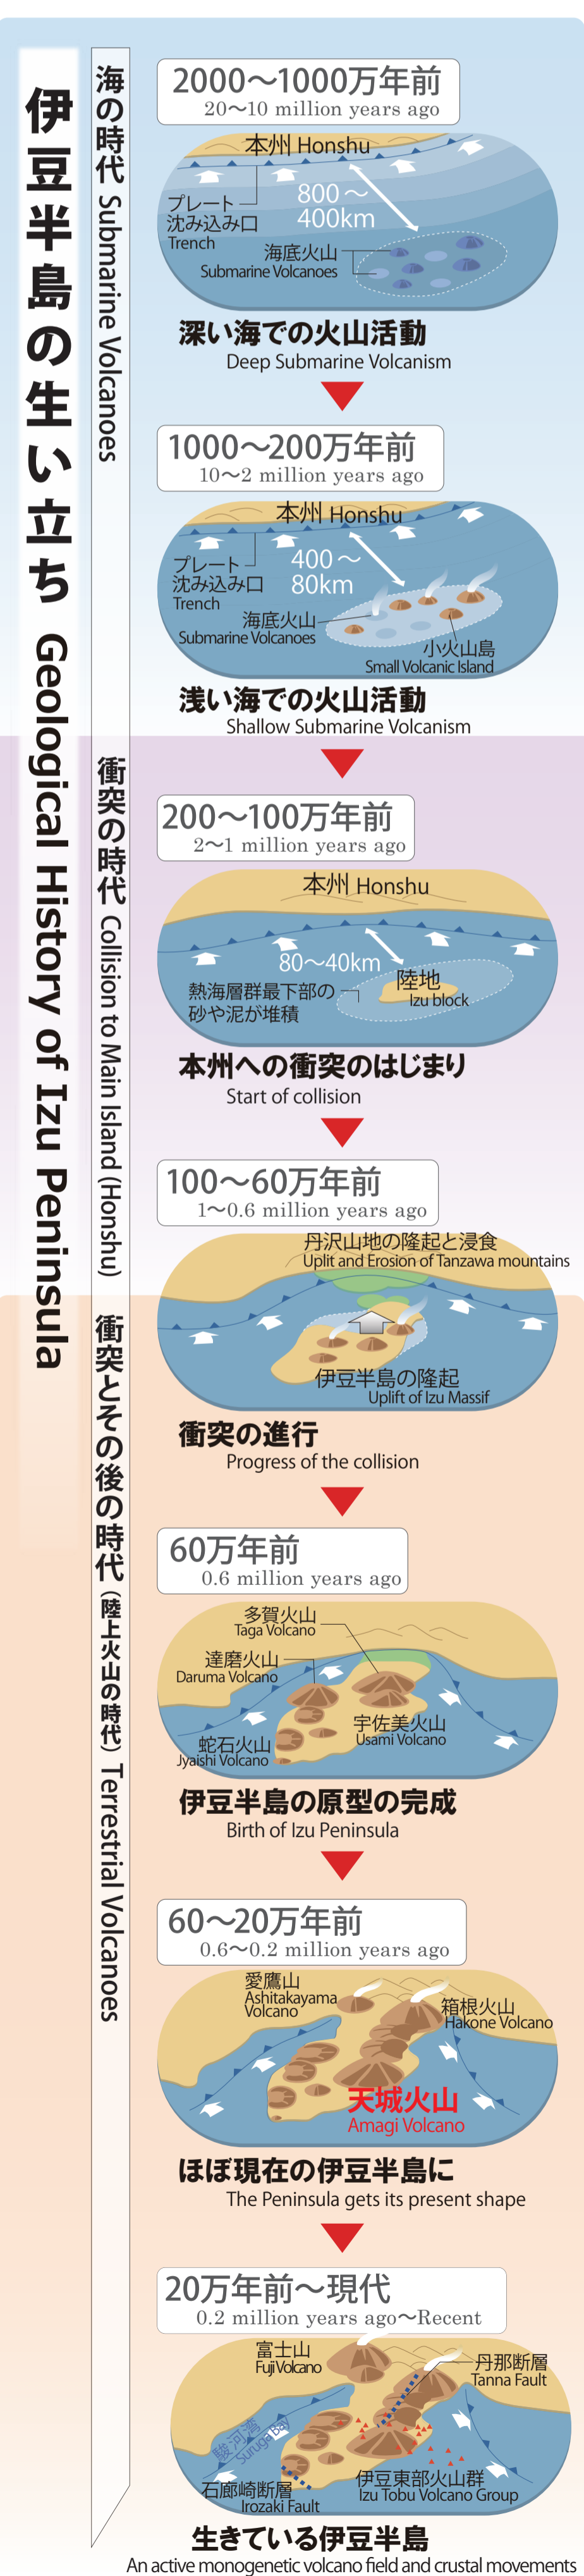 伊豆半島の生い立ち Geological History of Izu Peninsula
海の時代 Submarine Volcanoes
2000〜1000万年前
20〜10 million years ago
本州 Honshu
800〜
400km
プレート
沈み込み口
Trench
海底火山
Submarine Volcanoes
深い海での火山活動
Deep Submarine Volcanism
1000〜200万年前
10〜2 million years ago
本州 Honshu
400〜
80km
プレート
沈み込み口
Trench
海底火山
Submarine Volcanoes
小火山島
Small Volcanic Island
浅い海での火山活動
Shallow Submarine Volcanism
衝突の時代 Collision to Main Island (Honshu)
200〜100万年前
2〜1 million years ago
本州 Honshu
80〜40km
陸地
Izu block
熱海層群最下部の
砂や泥が堆積
本州への衝突のはじまり
Start of collision
100〜60万年前
1〜0.6 million years ago
丹沢山地の隆起と浸食
Uplit and Erosion of Tanzawa mountains
伊豆半島の隆起
Uplift of Izu Massif
衝突の進行
Progress of the collision
衝突とその後の時代(陸上火山の時代) Terrestrial Volcanoes
60万年前
0.6 million years ago
多賀火山
Taga Volcano
達磨火山
Daruma Volcano
宇佐美火山
Usami Volcano
蛇石火山
Jyaishi Volcano
伊豆半島の原型の完成
Birth of Izu Peninsula
60〜20万年前
0.6〜0.2 million years ago
愛鷹山
Ashitakayama
Volcano
箱根火山
Hakone Volcano
天城火山
Amagi Volcano
ほぼ現在の伊豆半島に
The Peninsula gets its present shape
20万年前〜現代
0.2 million years ago〜Recent
富士山
Fuji Volcano
丹那断層
Tanna Fault
駿河湾
Suruga Bay
石廊崎断層
Irozaki Fault
伊豆東部火山群
Izu Tobu Volcano Group
生きている伊豆半島
An active monogenetic volcano field and crustal movements